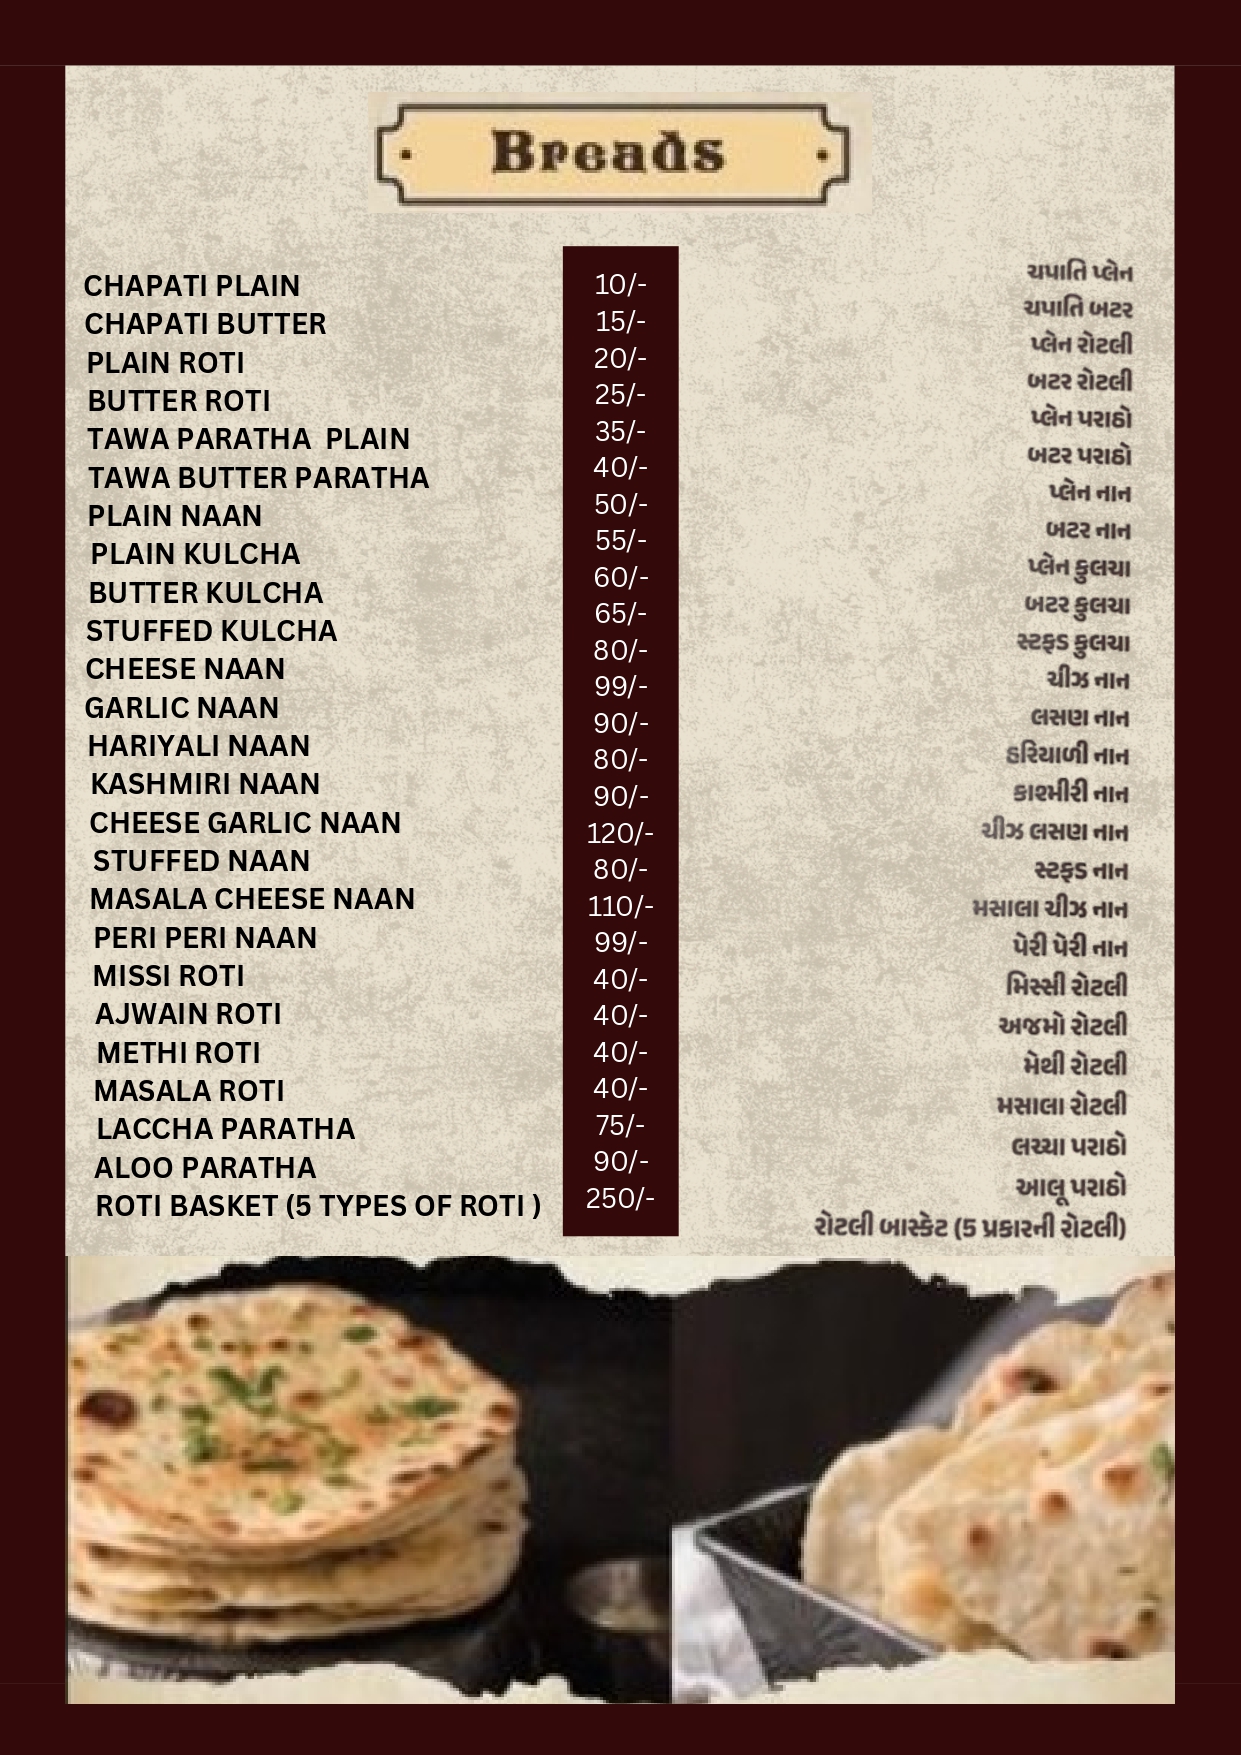 Breads
CHAPATI PLAIN
CHAPATI BUTTER
PLAIN ROTI
BUTTER ROTI
TAWA PARATHA  PLAIN
TAWA BUTTER PARATHA
PLAIN NAAN
PLAIN KULCHA
BUTTER KULCHA
STUFFED KULCHA
CHEESE NAAN
GARLIC NAAN
HARIYALI NAAN
KASHMIRI NAAN
CHEESE GARLIC NAAN
STUFFED NAAN
MASALA CHEESE NAAN
PERI PERI NAAN
MISSI ROTI
AJWAIN ROTI
METHI ROTI
MASALA ROTI
LACCHA PARATHA
ALOO PARATHA
ROTI BASKET (5 TYPES OF ROTI )
10/-
15/-
20/-
25/-
35/-
40/-
50/-
55/-
60/-
65/-
80/-
99/-
90/-
80/-
90/-
120/-
80/-
110/-
99/-
40/-
40/-
40/-
40/-
75/-
90/-
250/-
ચપાતિ પ્લેન
ચપાતિ બટર
પ્લેન રોટલી
બટર રોટલી
પ્લેન પરાઠો
બટર પરાઠો
પ્લેન નાન
બટર નાન
પ્લેન કુલચા
બટર કુલચા
સ્ટફડ કુલચા
ચીઝ નાન
લસણ નાન
હરિયાળી નાન
કાશ્મીરી નાન
ચીઝ લસણ નાન
સ્ટફડ નાન
મસાલા ચીઝ નાન
પેરી પેરી નાન
મિસ્સી રોટલી
અજમો રોટલી
મેથી રોટલી
મસાલા રોટલી
લચ્ચા પરાઠો
આલૂ પરાઠો
રોટલી બાસ્કેટ (5 પ્રકારની રોટલી)